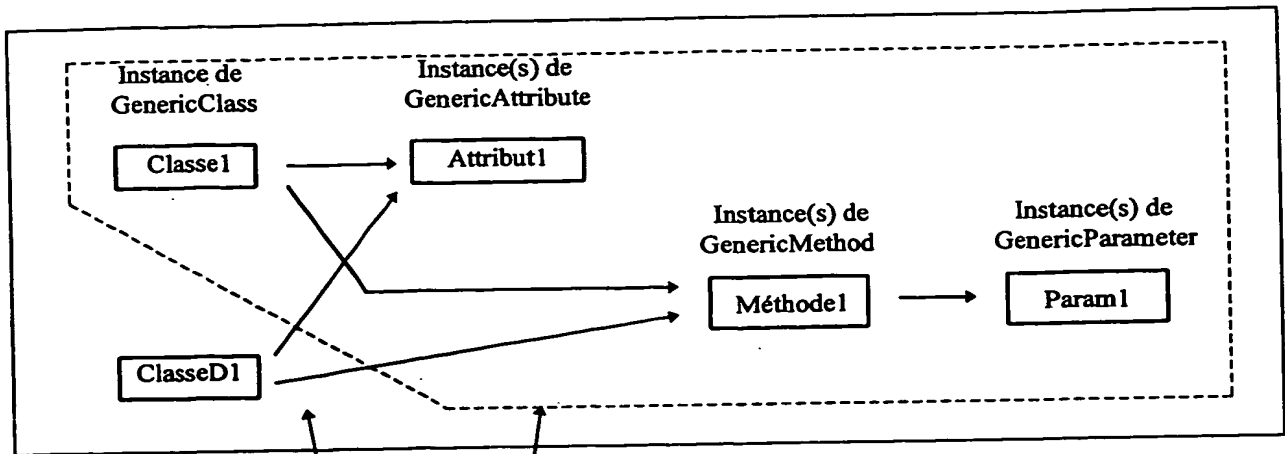 Instance de
GenericClass
Instance(s) de
GenericAttribute
Classe1
Attribut1
Instance(s) de
GenericMethod
Instance(s) de
GenericParameter
Méthode1
Param1
ClasseD1